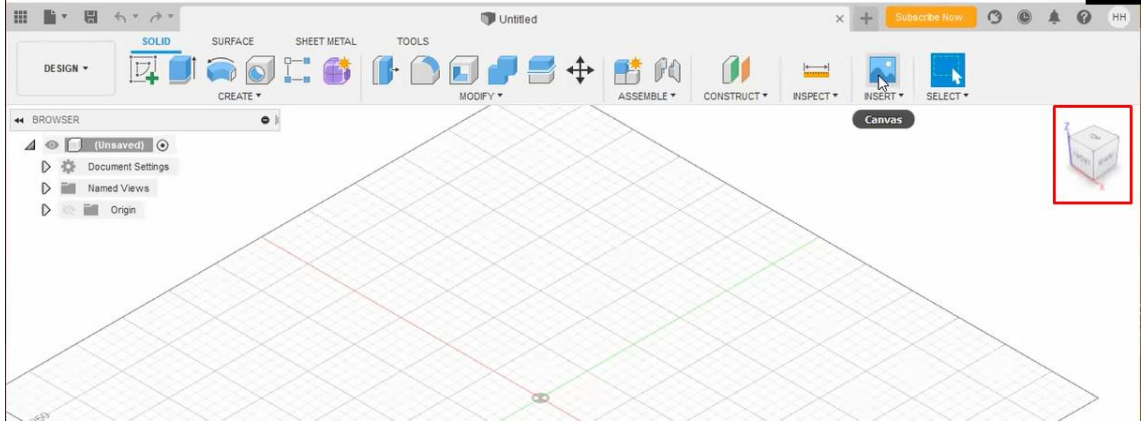 Untitled
Subscribe Now
HH
SOLID
SURFACE
SHEET METAL
TOOLS
DESIGN
CREATE
MODIFY
ASSEMBLE
CONSTRUCT
INSPECT
INSERT
SELECT
BROWSER
Canvas
(Unsaved)
Document Settings
Named Views
Origin
Z
X
250